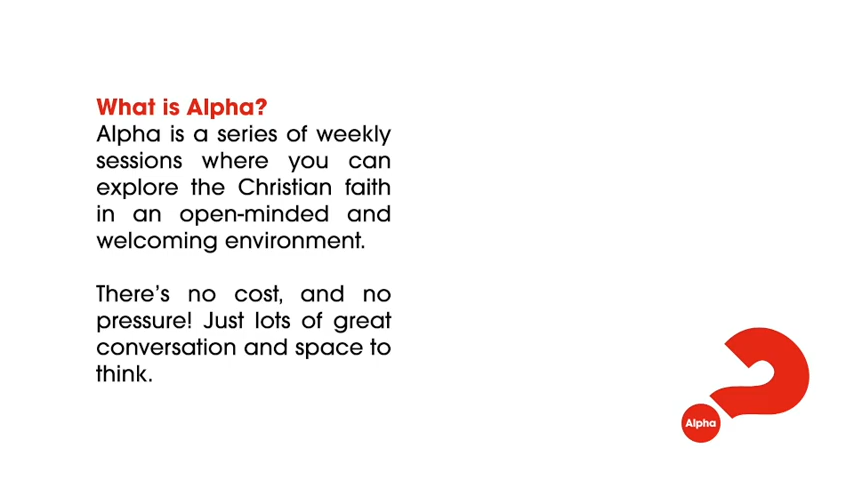 What is Alpha?
Alpha is a series of weekly
sessions where you can
explore the Christian faith
in an open-minded and
welcoming environment.
There's no cost, and no
pressure! Just lots of great
conversation and space to
think.
Alpha